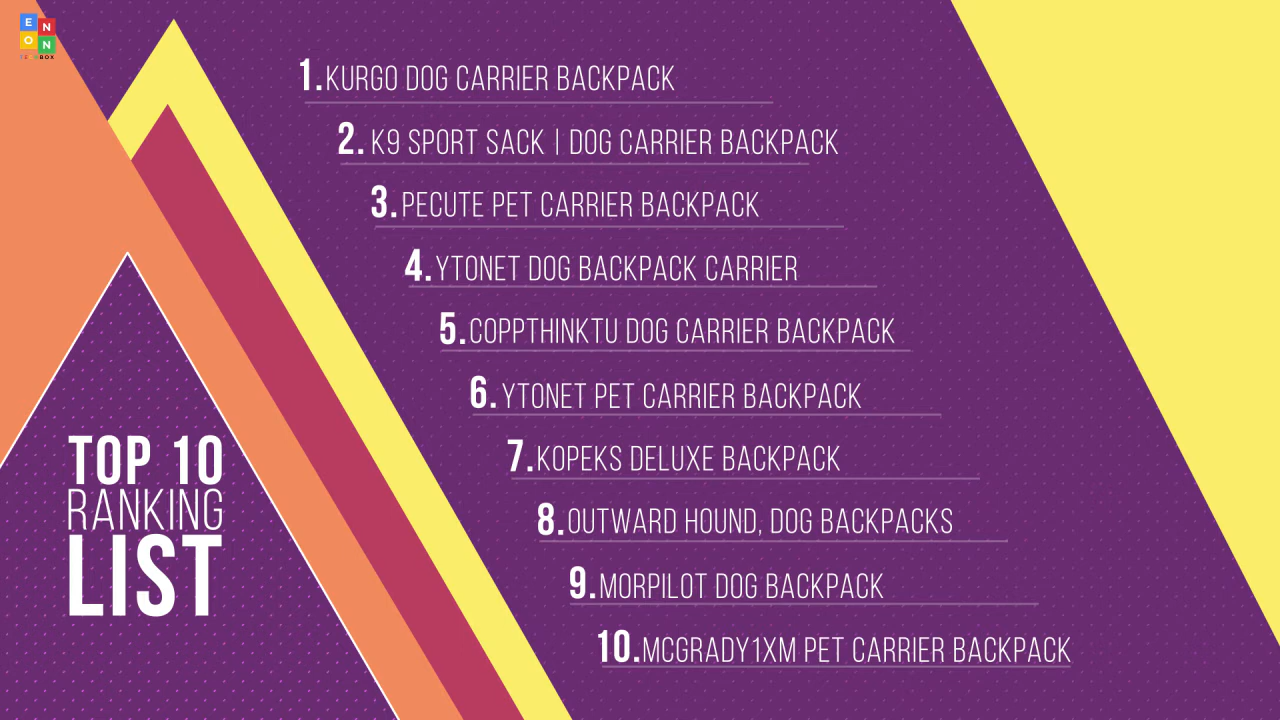 E N
O N
TECHBOX
1. KURGO DOG CARRIER BACKPACK
2. K9 SPORT SACK | DOG CARRIER BACKPACK
3. PECUTE PET CARRIER BACKPACK
4. YTONET DOG BACKPACK CARRIER
5. COPPTHINKTU DOG CARRIER BACKPACK
6. YTONET PET CARRIER BACKPACK
7. KOPEKS DELUXE BACKPACK
8. OUTWARD HOUND, DOG BACKPACKS
9. MORPILOT DOG BACKPACK
10. MCGRADY1XM PET CARRIER BACKPACK
TOP 10
RANKING
LIST